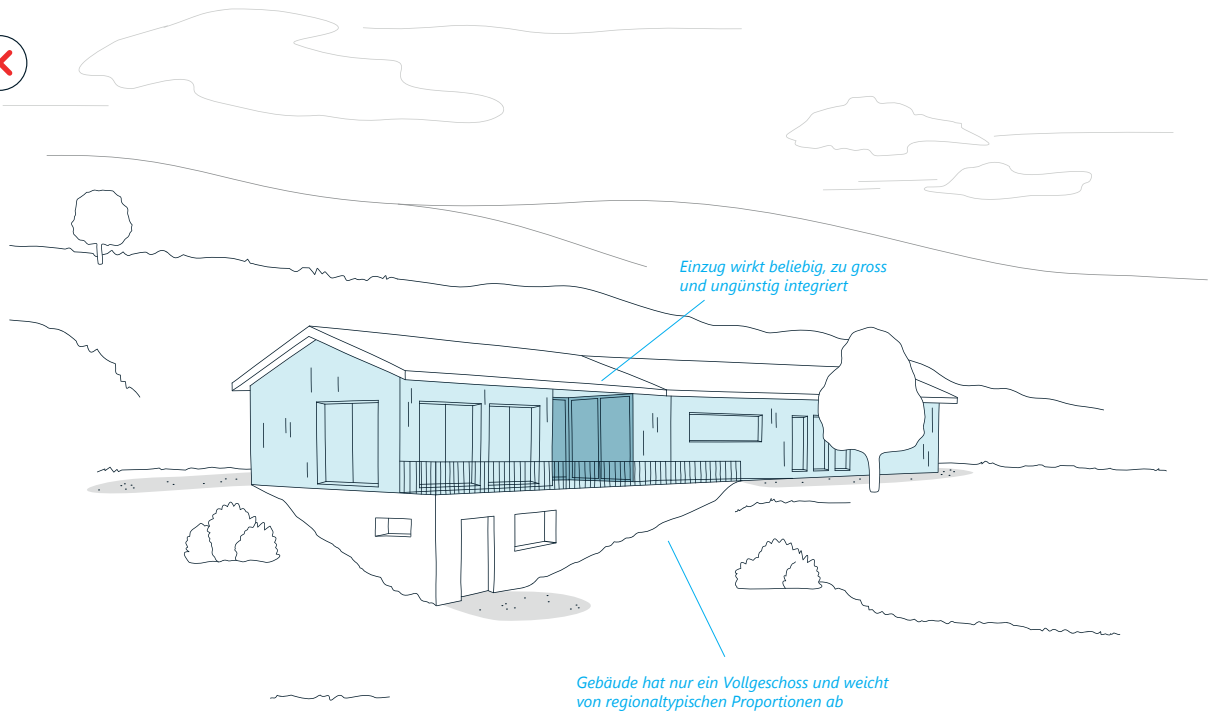 Einzug wirkt beliebig, zu gross
und ungünstig integriert
Gebäude hat nur ein Vollgeschoss und weicht
von regionaltypischen Proportionen ab